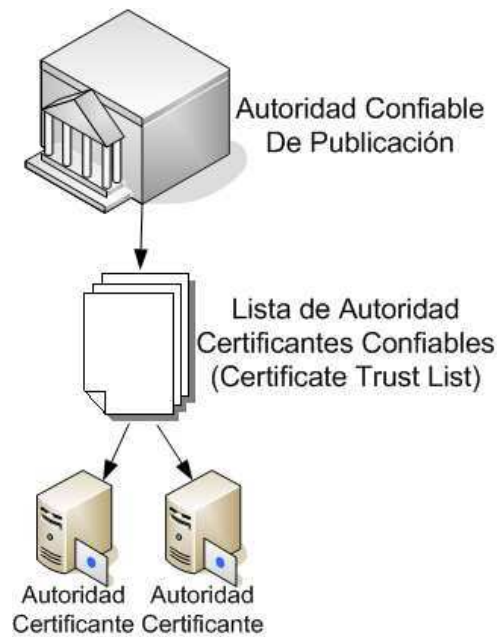 Autoridad Confiable
De Publicación
Lista de Autoridad
Certificantes Confiables
(Certificate Trust List)
Autoridad
Certificante
Autoridad
Certificante